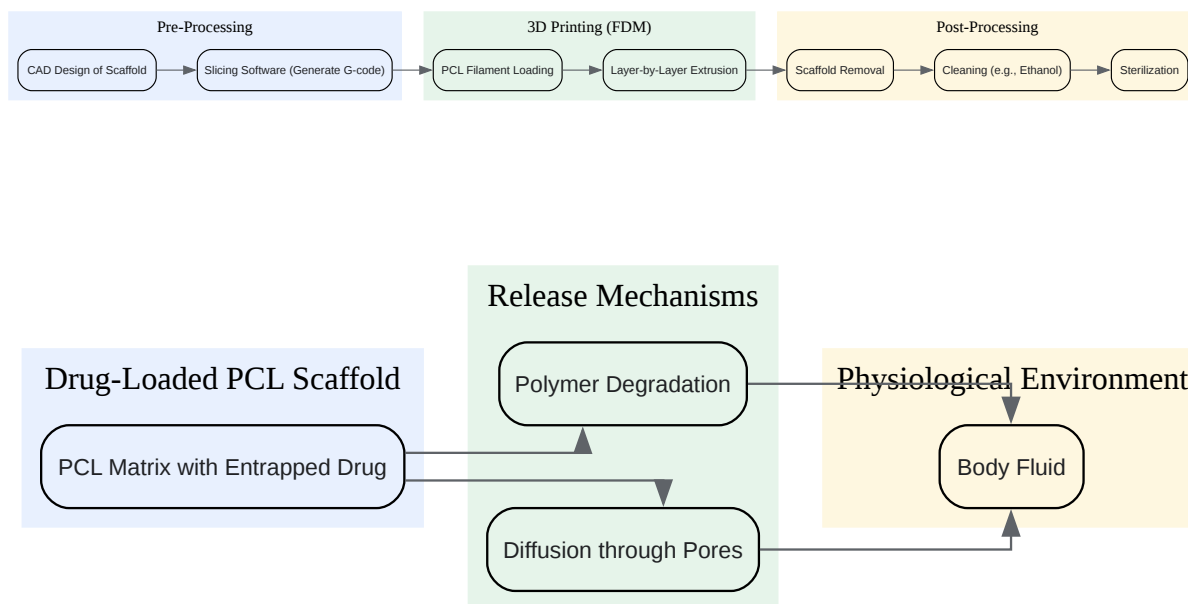 Pre-Processing
CAD Design of Scaffold
Slicing Software (Generate G-code)
3D Printing (FDM)
PCL Filament Loading
Layer-by-Layer Extrusion
Post-Processing
Scaffold Removal
Cleaning (e.g., Ethanol)
Sterilization
Drug-Loaded PCL Scaffold
PCL Matrix with Entrapped Drug
Release Mechanisms
Polymer Degradation
Diffusion through Pores
Physiological Environment
Body Fluid